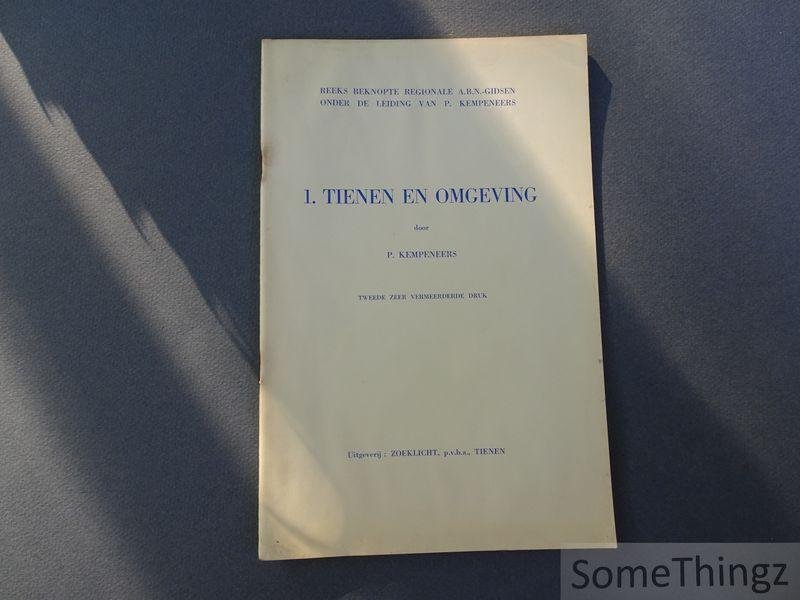 REEKS BEKNOPTE REGIONALE A.B.N.-GIDSEN
ONDER DE LEIDING VAN P. KEMPENEERS
1. TIENEN EN OMGEVING
door
P. KEMPENEERS
TWEEDE ZEER VERMEERDERDE DRUK
Uitgeverij : ZOEKLICHT, p.v.b.a., TIENEN
SomeThingz